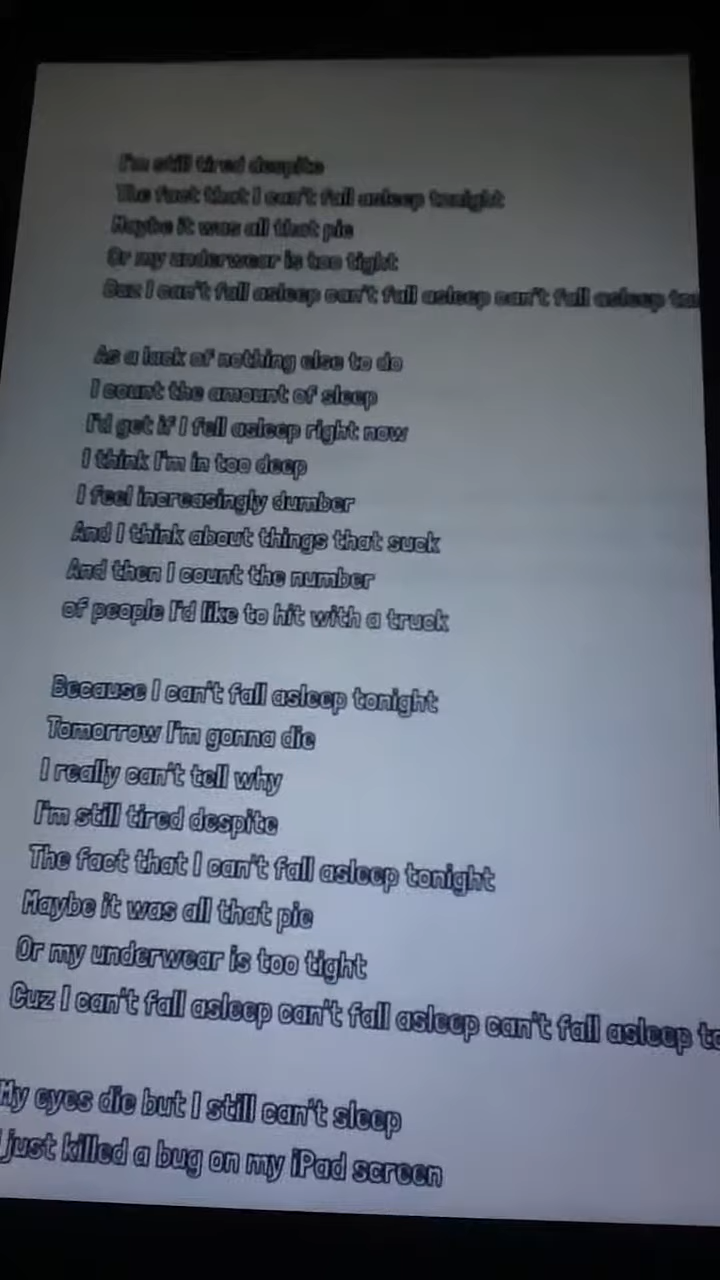 I'm still tired despite
The fact that I can't fall asleep tonight
Maybe it was all that pie
Or my underwear is too tight
Cuz I can't fall asleep can't fall asleep can't fall asleep
As a lack of nothing else to do
I count the amount of sleep
I'd get if I fell asleep right now
I think I'm in too deep
I feel increasingly dumber
And I think about things that suck
And then I count the number
of people I'd like to hit with a truck
Because I can't fall asleep tonight
Tomorrow I'm gonna die
I really can't tell why
I'm still tired despite
The fact that I can't fall asleep tonight
Maybe it was all that pie
Or my underwear is too tight
Cuz I can't fall asleep can't fall asleep can't fall asleep
My eyes die but I still can't sleep
I just killed a bug on my iPad screen